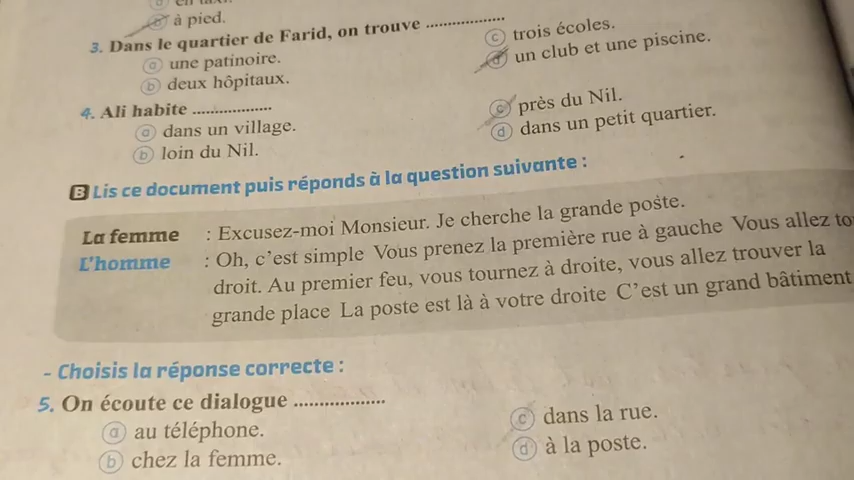 à pied.
3. Dans le quartier de Farid, on trouve ..................
a une patinoire.
b deux hôpitaux.
c trois écoles.
d un club et une piscine.
4. Ali habite ..................
a dans un village.
b loin du Nil.
c près du Nil.
d dans un petit quartier.
B Lis ce document puis réponds à la question suivante :
La femme : Excusez-moi Monsieur. Je cherche la grande poste.
L'homme : Oh, c'est simple Vous prenez la première rue à gauche Vous allez to
droit. Au premier feu, vous tournez à droite, vous allez trouver la
grande place La poste est là à votre droite C'est un grand bâtiment
- Choisis la réponse correcte :
5. On écoute ce dialogue ..................
a au téléphone.
b chez la femme.
c dans la rue.
d à la poste.